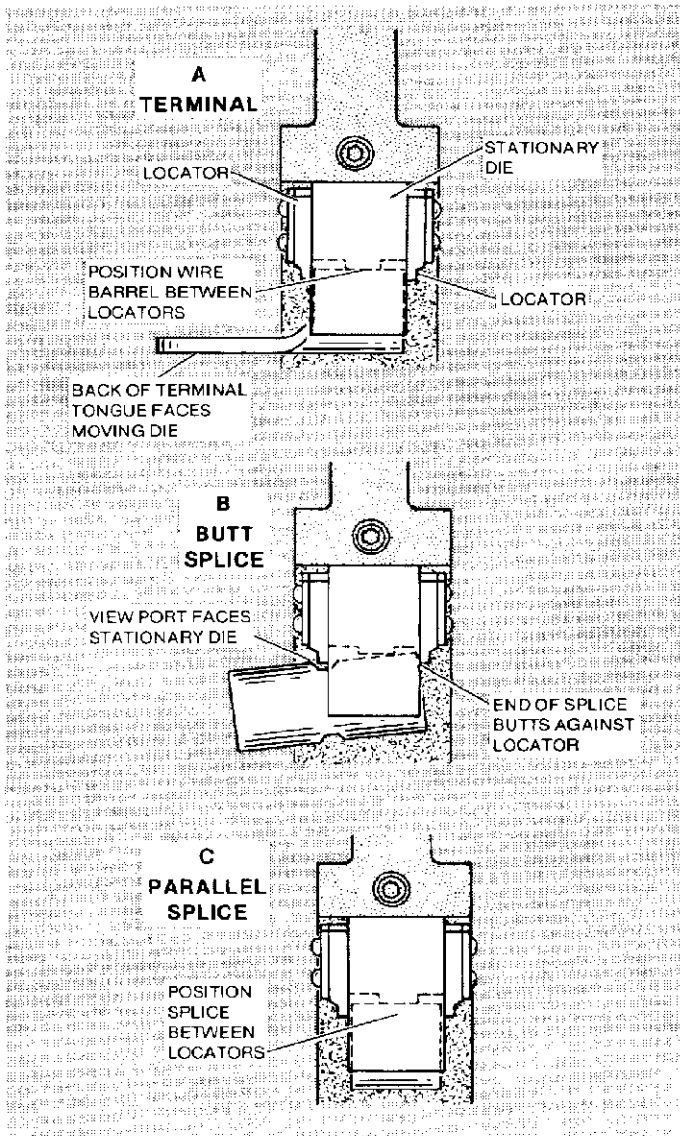 A
TERMINAL
LOCATOR
STATIONARY
DIE
POSITION WIRE
BARREL BETWEEN
LOCATORS
LOCATOR
BACK OF TERMINAL
TONGUE FACES
MOVING DIE
B
BUTT
SPLICE
VIEW PORT FACES
STATIONARY DIE
END OF SPLICE
BUTTS AGAINST
LOCATOR
C
PARALLEL
SPLICE
POSITION
SPLICE
BETWEEN
LOCATORS